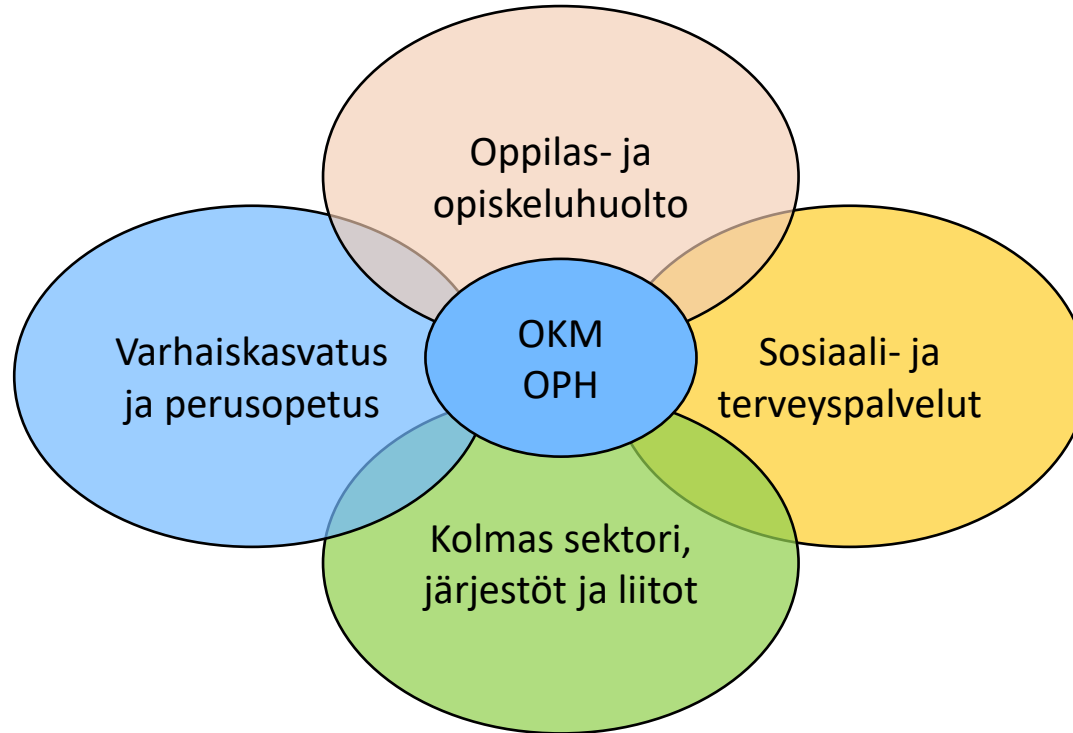 Oppilas- ja
opiskeluhuolto
Varhaiskasvatus
ja perusopetus
OKM
OPH
Sosiaali- ja
terveyspalvelut
Kolmas sektori,
järjestöt ja liitot